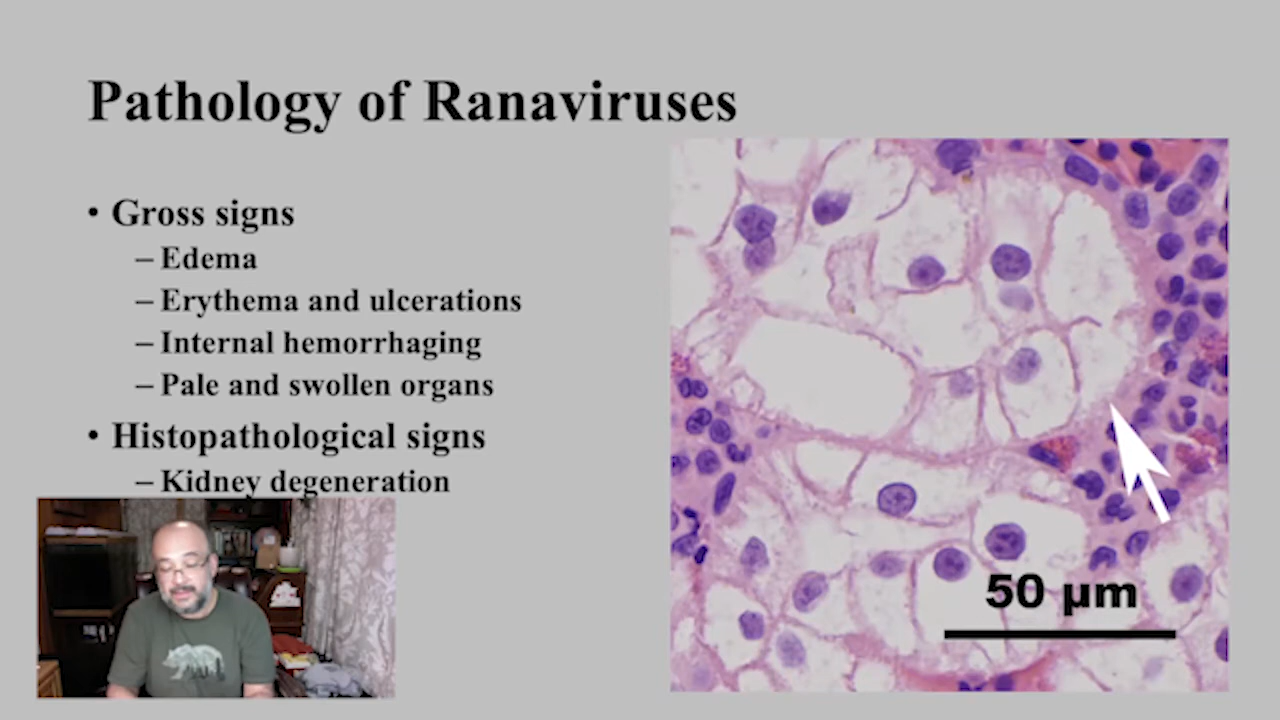 Pathology of Ranaviruses
• Gross signs
– Edema
– Erythema and ulcerations
– Internal hemorrhaging
– Pale and swollen organs
• Histopathological signs
– Kidney degeneration
50 µm